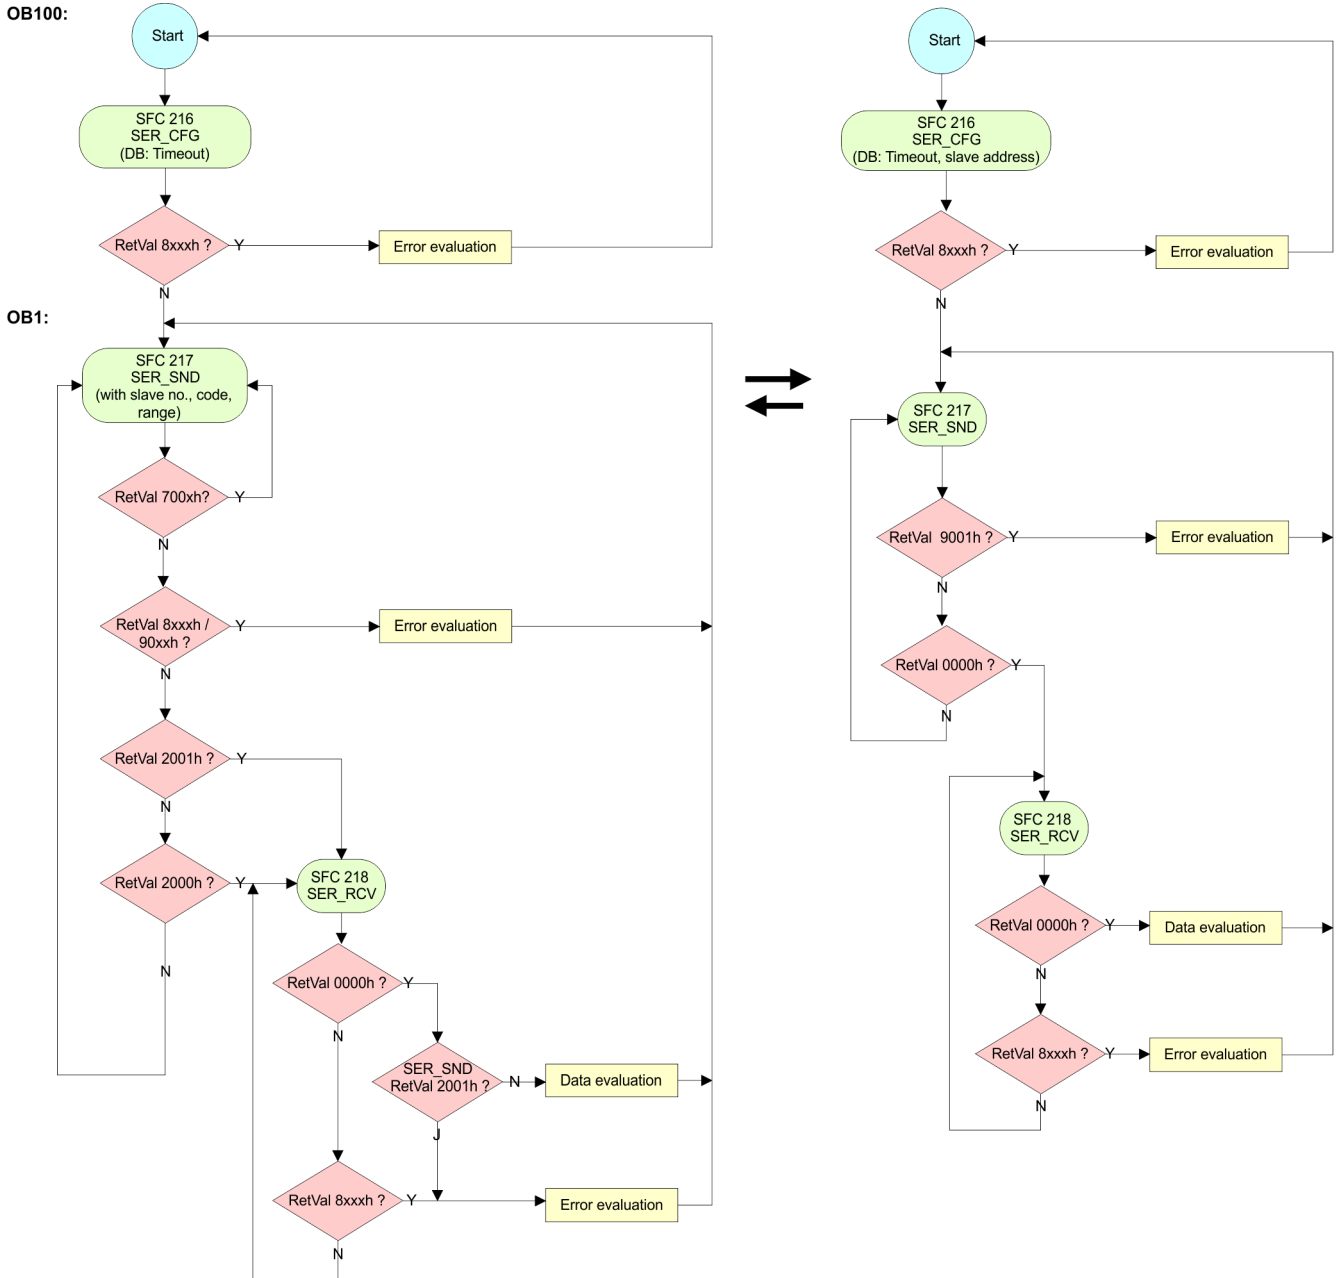 OB100:
Start
SFC 216
SER_CFG
(DB: Timeout)
RetVal 8xxxh ?
Y
Error evaluation
N
OB1:
SFC 217
SER_SND
(with slave no., code,
range)
RetVal 700xh?
Y
N
RetVal 8xxxh /
90xxh ?
Y
Error evaluation
N
RetVal 2001h ?
Y
N
RetVal 2000h ?
Y
N
SFC 218
SER_RCV
RetVal 0000h ?
Y
N
SER_SND
RetVal 2001h ?
N
Data evaluation
J
RetVal 8xxxh ?
Y
Error evaluation
N
Start
SFC 216
SER_CFG
(DB: Timeout, slave address)
RetVal 8xxxh ?
Y
Error evaluation
N
SFC 217
SER_SND
RetVal 9001h ?
Y
Error evaluation
N
RetVal 0000h ?
Y
N
SFC 218
SER_RCV
RetVal 0000h ?
Y
Data evaluation
N
RetVal 8xxxh ?
Y
Error evaluation
N